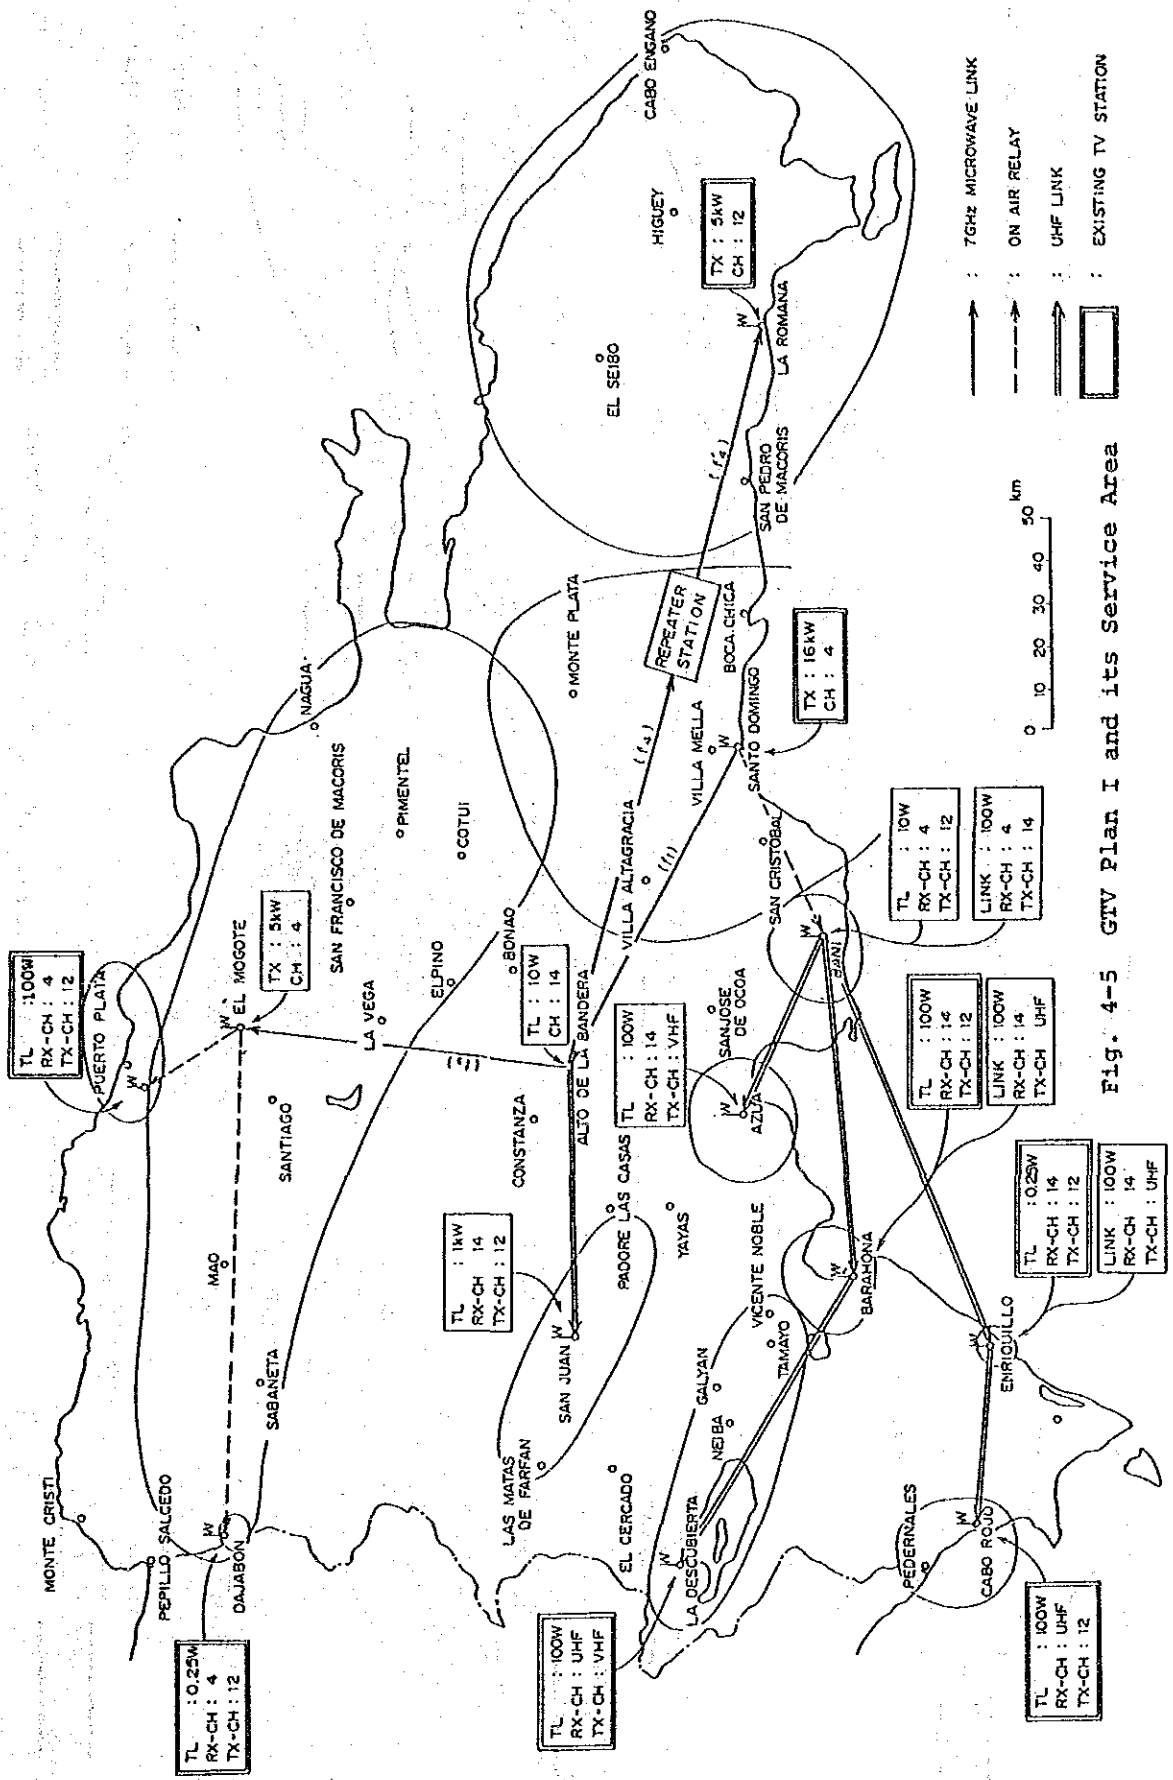 MONTE CRISTI
PEPILLO SALCEDO
DAJABON
TL : 0.25W
RX-CH : 4
TX-CH : 12
SABANETA
MAO
SANTIAGO
PUERTO PLATA
TL : 100W
RX-CH : 4
TX-CH : 12
EL MOGOTE
TX : 5kW
CH : 4
LA VEGA
SAN FRANCISCO DE MACORIS
NAGUA
PIMENTEL
COTUI
ELPINO
BONAO
CONSTANZA
ALTO DE LA BANDERA
TL : 10W
CH : 14
VILLA ALTAGRACIA
(f1)
MONTE PLATA
REPEATER
STATION
VILLA MELLA
BOCA CHICA
SANTO DOMINGO
TX : 16kW
CH : 4
SAN PEDRO
DE MACORIS
EL SEIBO
LA ROMANA
HIGUEY
TX : 5kW
CH : 12
CABO ENGANO
LAS MATAS
DE FARFAN
SAN JUAN
TL : 1kW
RX-CH 14
TX-CH : 12
PADORE LAS CASAS
YAYAS
EL CERCADO
LA DESCUBIERTA
TL : 100W
RX-CH : UHF
TX-CH : VHF
NEIBA
GALYAN
TAMAYO
VICENTE NOBLE
BARAHONA
TL : 100W
RX-CH : 14
TX-CH : 12
LINK : 100W
RX-CH : 14
TX-CH UHF
AZUA
TL : 100W
RX-CH : 14
TX-CH : VHF
SANJOSE
DE OCOA
BANI
SAN CRISTOBAL
TL : 10W
RX-CH : 4
TX-CH : 12
LINK : 100W
RX-CH : 4
TX-CH : 14
ENRIQUILLO
TL : 0.25W
RX-CH : 14
TX-CH : 12
LINK : 100W
RX-CH 14
TX-CH : UHF
PEDERNALES
CABO ROJO
TL : 100W
RX-CH : UHF
TX-CH : 12
0 10 20 30 40 50 km
: 7GHz MICROWAVE LINK
: ON AIR RELAY
: UHF LINK
: EXISTING TV STATION
Fig. 4-5 GTV Plan I and its Service Area